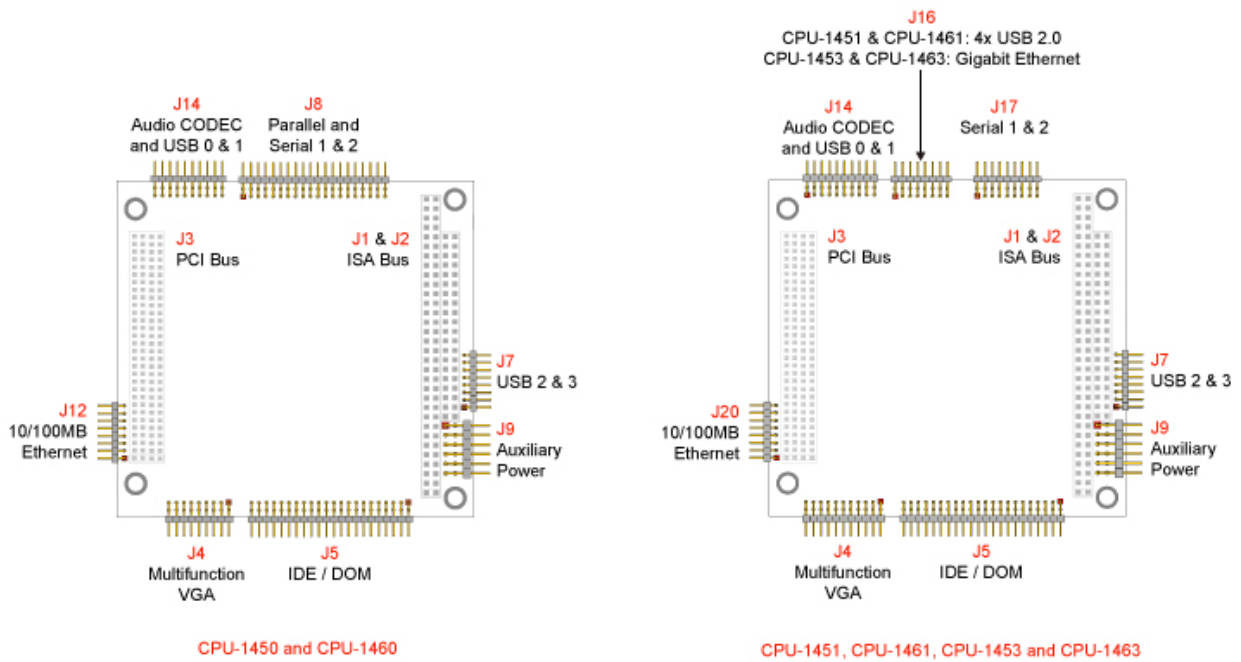 J14
Audio CODEC
and USB 0 & 1
J8
Parallel and
Serial 1 & 2
J3
PCI Bus
J1 & J2
ISA Bus
J7
USB 2 & 3
J12
10/100MB
Ethernet
J9
Auxiliary
Power
J4
Multifunction
VGA
J5
IDE / DOM
CPU-1450 and CPU-1460
J16
CPU-1451 & CPU-1461: 4x USB 2.0
CPU-1453 & CPU-1463: Gigabit Ethernet
J14
Audio CODEC
and USB 0 & 1
J17
Serial 1 & 2
J3
PCI Bus
J1 & J2
ISA Bus
J7
USB 2 & 3
J20
10/100MB
Ethernet
J9
Auxiliary
Power
J4
Multifunction
VGA
J5
IDE / DOM
CPU-1451, CPU-1461, CPU-1453 and CPU-1463